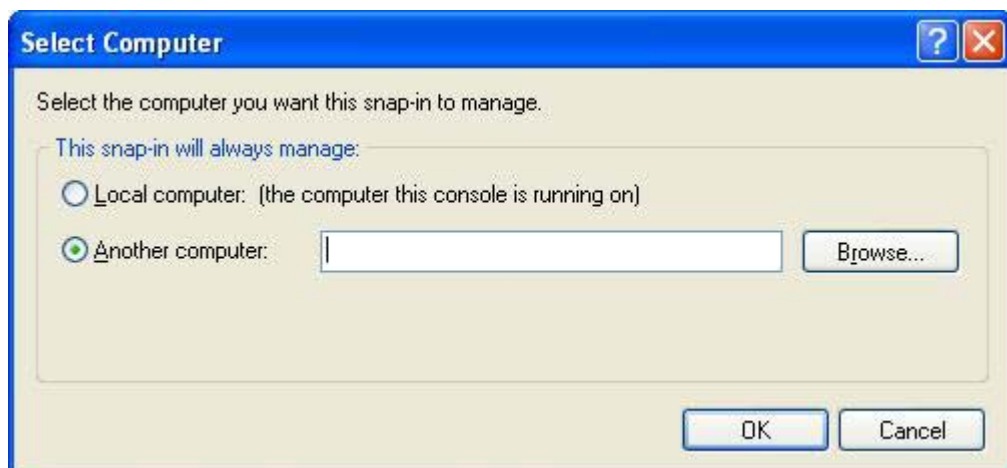 Select Computer
?
Select the computer you want this snap-in to manage.
This snap-in will always manage:
Local computer: (the computer this console is running on)
Another computer: Browse...
OK Cancel